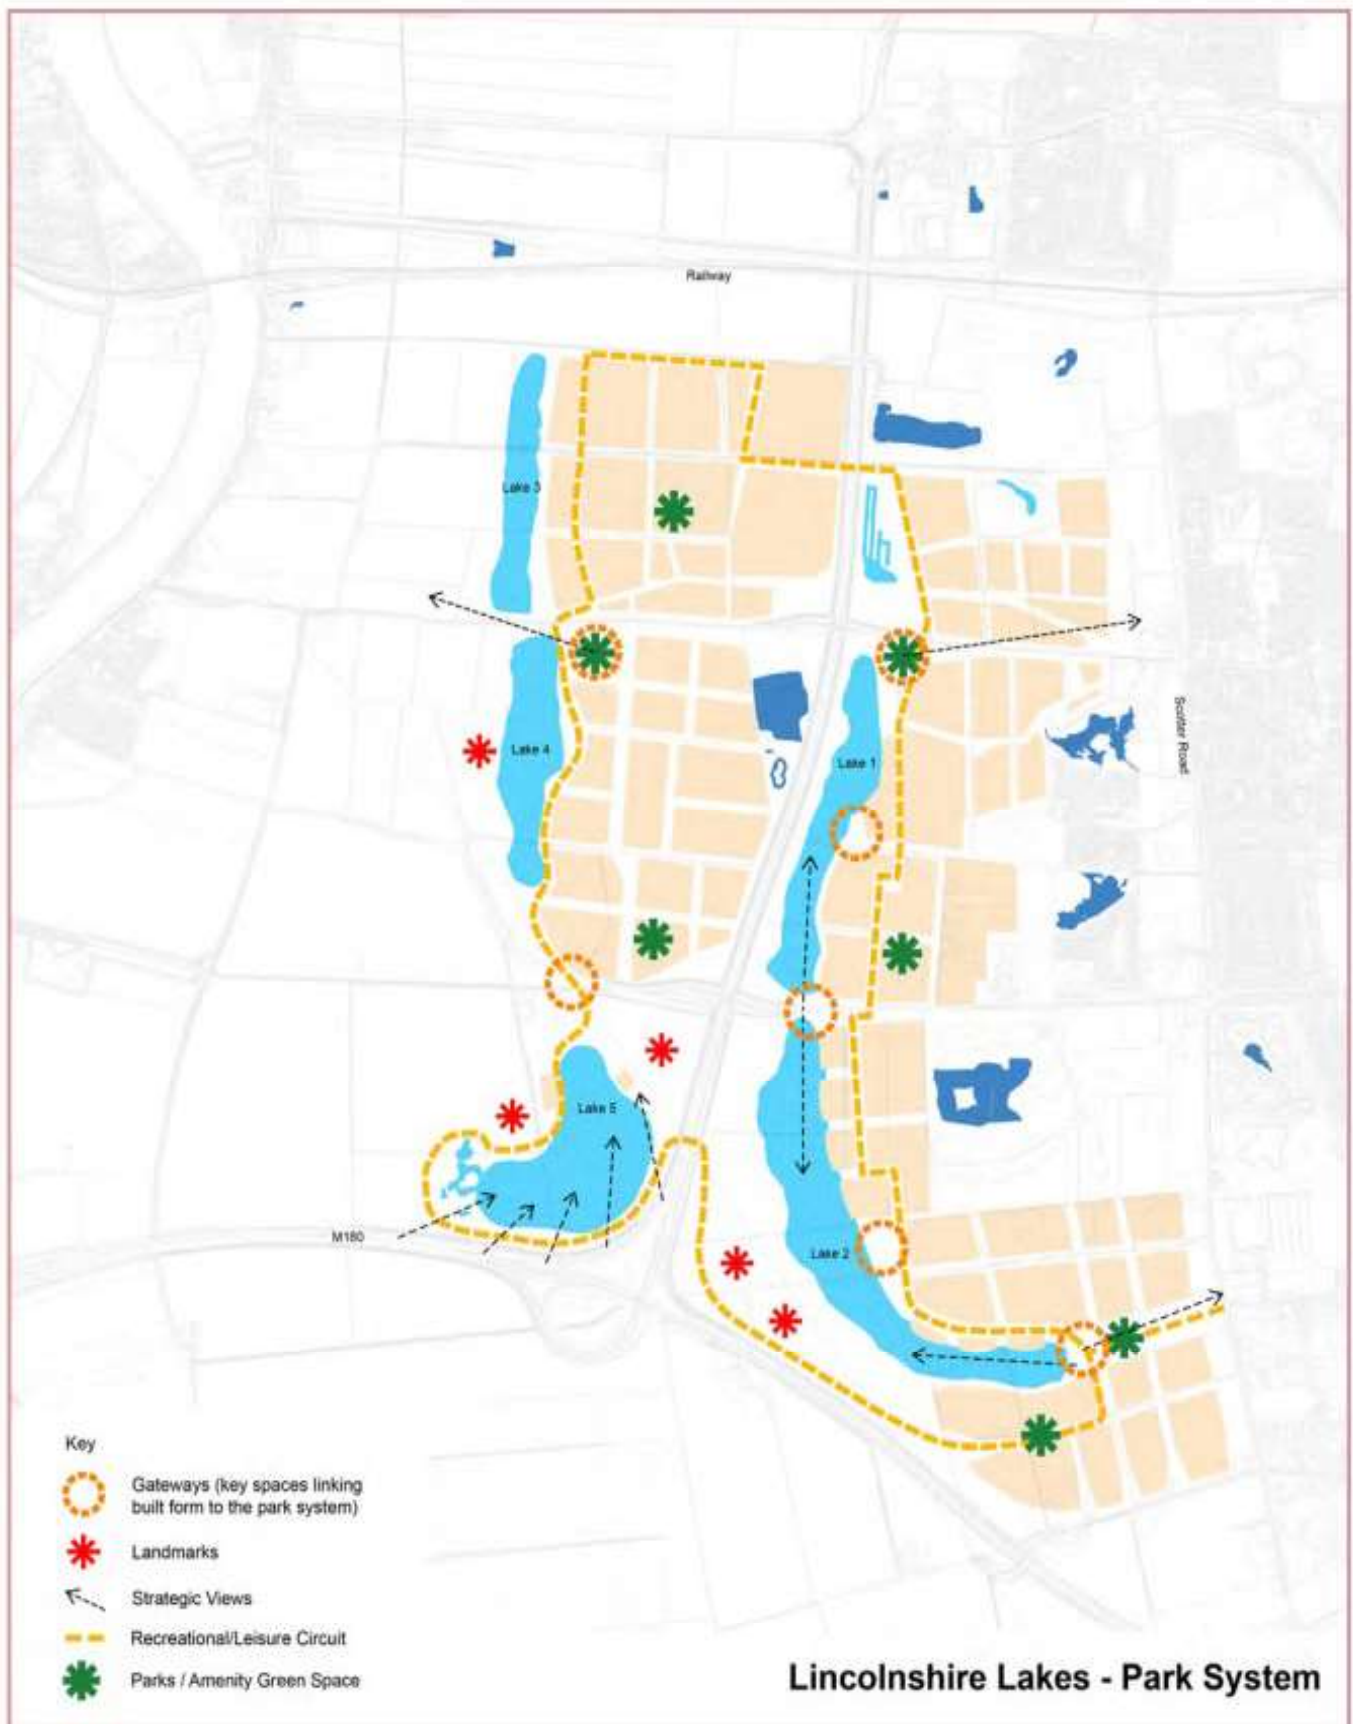 Railway
Lake 3
Scotter Road
Lake 4
Lake 1
Lake 5
M180
Lake 2
Key
Gateways (key spaces linking
built form to the park system)
Landmarks
Strategic Views
Recreational/Leisure Circuit
Parks / Amenity Green Space
Lincolnshire Lakes - Park System